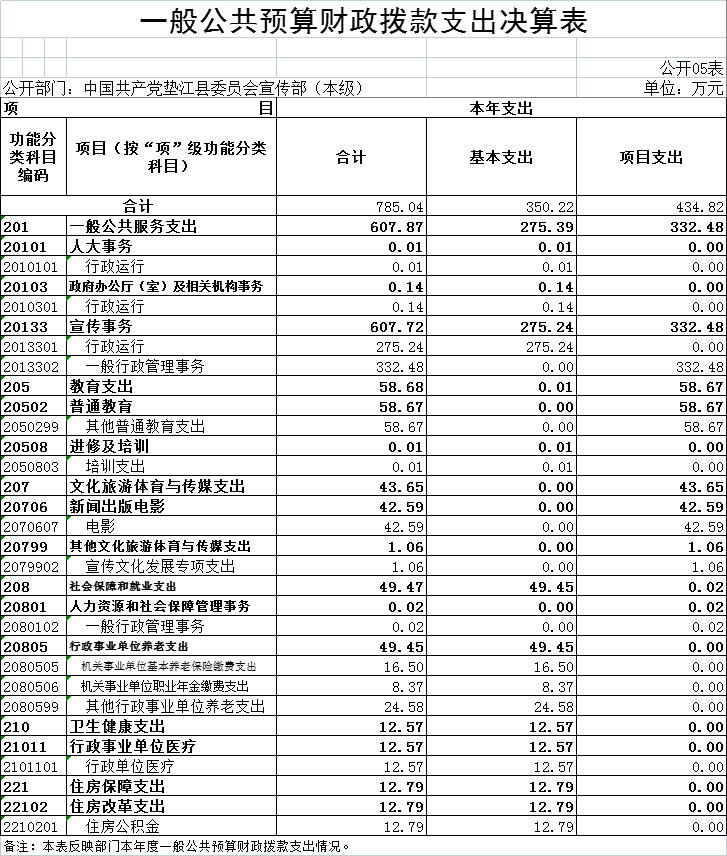 一般公共预算财政拨款支出决算表
公开05表
公开部门：中国共产党垫江县委员会宣传部（本级） 单位：万元
项 目 本年支出
功能分类科目编码 项目（按“项”级功能分类科目） 合计 基本支出 项目支出
合计 785.04 350.22 434.82
201 一般公共服务支出 607.87 275.39 332.48
20101 人大事务 0.01 0.01 0.00
2010101 行政运行 0.01 0.01 0.00
20103 政府办公厅（室）及相关机构事务 0.14 0.14 0.00
2010301 行政运行 0.14 0.14 0.00
20133 宣传事务 607.72 275.24 332.48
2013301 行政运行 275.24 275.24 0.00
2013302 一般行政管理事务 332.48 0.00 332.48
205 教育支出 58.68 0.01 58.67
20502 普通教育 58.67 0.00 58.67
2050299 其他普通教育支出 58.67 0.00 58.67
20508 进修及培训 0.01 0.01 0.00
2050803 培训支出 0.01 0.01 0.00
207 文化旅游体育与传媒支出 43.65 0.00 43.65
20706 新闻出版电影 42.59 0.00 42.59
2070607 电影 42.59 0.00 42.59
20799 其他文化旅游体育与传媒支出 1.06 0.00 1.06
2079902 宣传文化发展专项支出 1.06 0.00 1.06
208 社会保障和就业支出 49.47 49.45 0.02
20801 人力资源和社会保障管理事务 0.02 0.00 0.02
2080102 一般行政管理事务 0.02 0.00 0.02
20805 行政事业单位养老支出 49.45 49.45 0.00
2080505 机关事业单位基本养老保险缴费支出 16.50 16.50 0.00
2080506 机关事业单位职业年金缴费支出 8.37 8.37 0.00
2080599 其他行政事业单位养老支出 24.58 24.58 0.00
210 卫生健康支出 12.57 12.57 0.00
21011 行政事业单位医疗 12.57 12.57 0.00
2101101 行政单位医疗 12.57 12.57 0.00
221 住房保障支出 12.79 12.79 0.00
22102 住房改革支出 12.79 12.79 0.00
2210201 住房公积金 12.79 12.79 0.00
备注：本表反映部门本年度一般公共预算财政拨款支出情况。